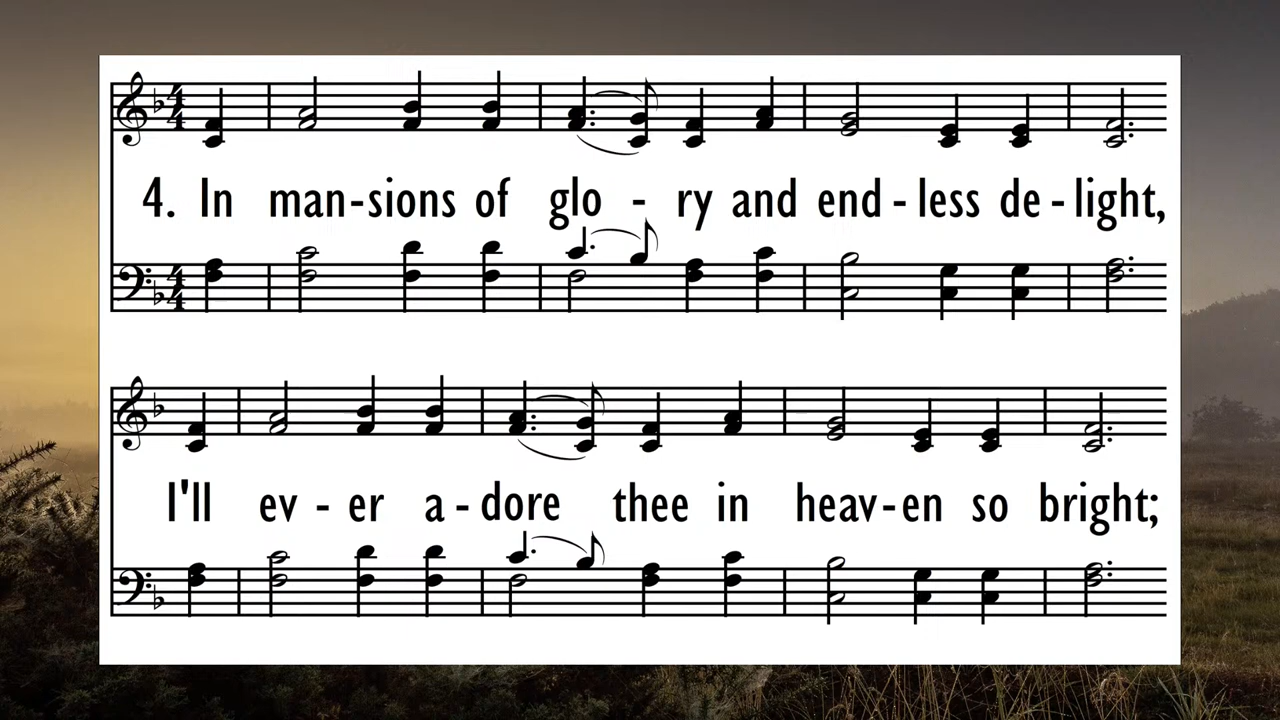 4. In man-sions of glo - ry and end - less de - light,
I'll ev - er a - dore thee in heav-en so bright;